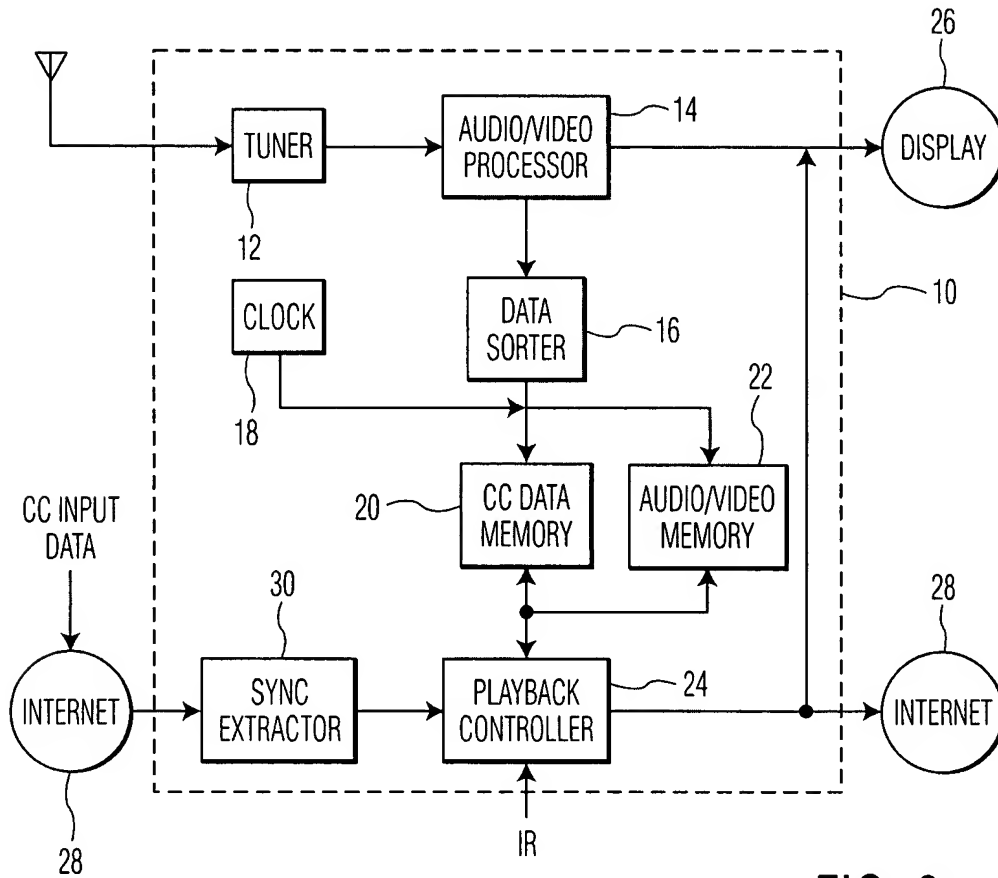 26
14
TUNER
AUDIO/VIDEO
PROCESSOR
DISPLAY
12
10
CLOCK
DATA
SORTER
16
18
22
20
CC DATA
MEMORY
AUDIO/VIDEO
MEMORY
CC INPUT
DATA
30
28
INTERNET
SYNC
EXTRACTOR
PLAYBACK
CONTROLLER
24
INTERNET
28
IR